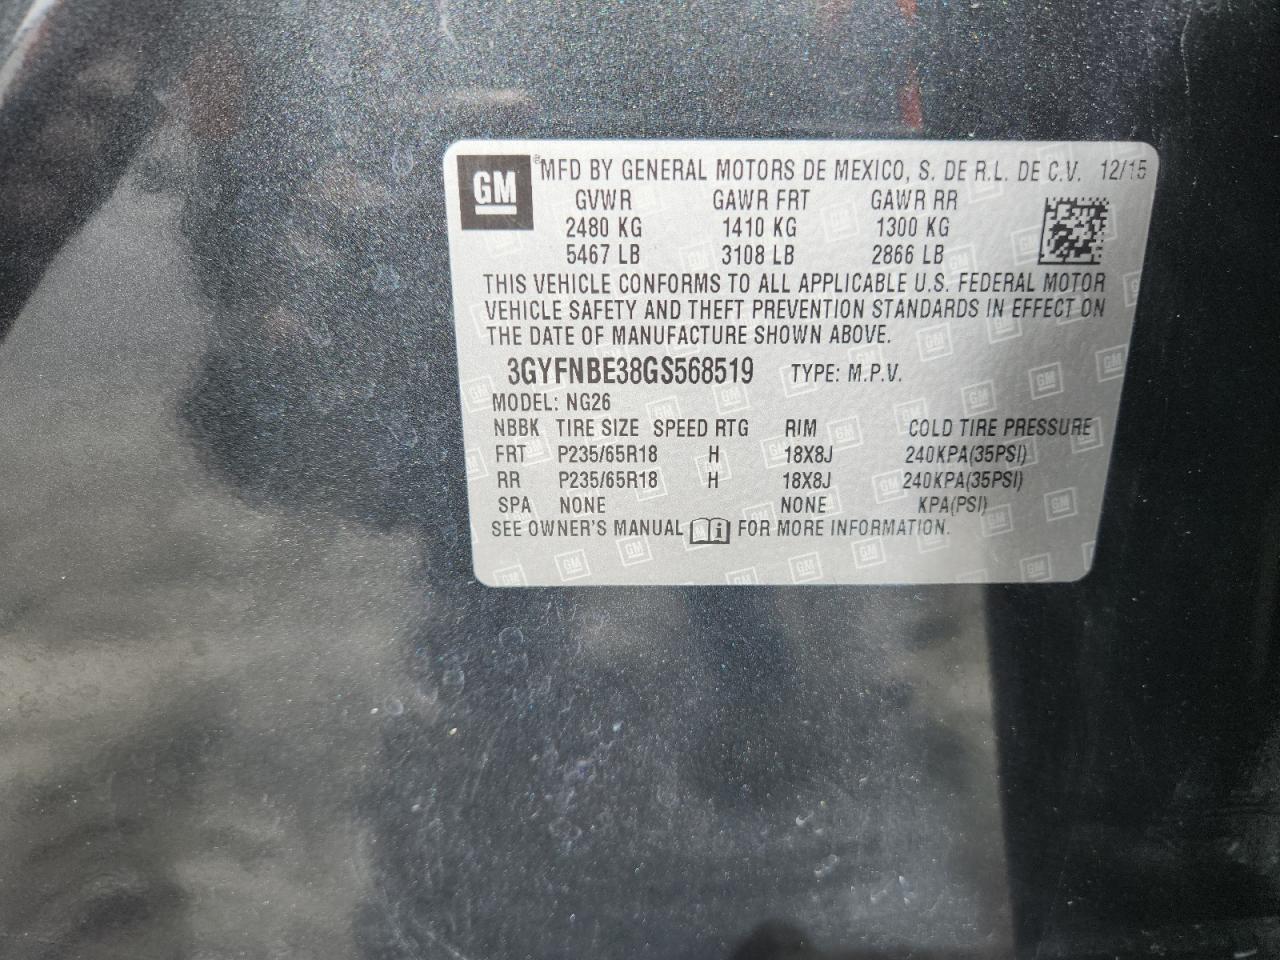 GM ® MFD BY GENERAL MOTORS DE MEXICO, S. DE R.L. DE C.V. 12/15
GVWR GAWR FRT GAWR RR
2480 KG 1410 KG 1300 KG
5467 LB 3108 LB 2866 LB
THIS VEHICLE CONFORMS TO ALL APPLICABLE U.S. FEDERAL MOTOR
VEHICLE SAFETY AND THEFT PREVENTION STANDARDS IN EFFECT ON
THE DATE OF MANUFACTURE SHOWN ABOVE.
3GYFNBE38GS568519 TYPE: M.P.V.
MODEL: NG26
NBBK TIRE SIZE SPEED RTG RIM COLD TIRE PRESSURE
FRT P235/65R18 H 18X8J 240KPA(35PSI)
RR P235/65R18 H 18X8J 240KPA(35PSI)
SPA NONE NONE KPA(PSI)
SEE OWNER'S MANUAL i FOR MORE INFORMATION.